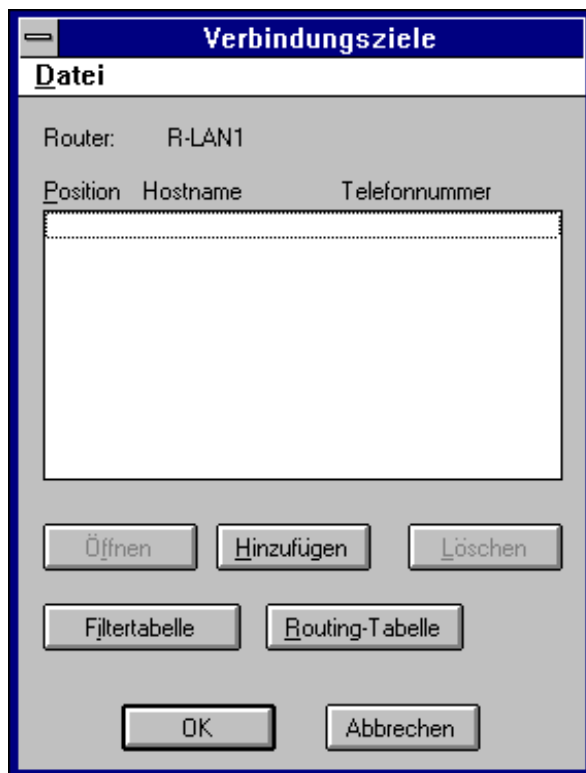 Verbindungsziele
Datei
Router: R-LAN1
Position Hostname Telefonnummer
Öffnen Hinzufügen Löschen
Filtertabelle Routing-Tabelle
OK Abbrechen